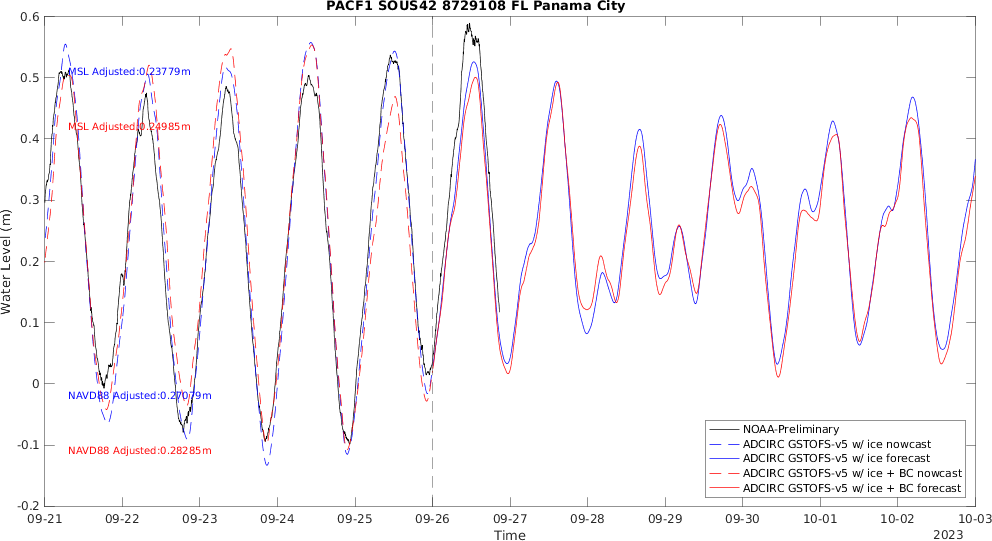 PACF1 SOUS42 8729108 FL Panama City
0.6
0.5
0.4
0.3
0.2
0.1
0
-0.1
-0.2
Water Level (m)
MSL Adjusted:0.23779m
MSL Adjusted:0.24985m
NAVD88 Adjusted:0.27079m
NAVD88 Adjusted:0.28285m
NOAA-Preliminary
ADCIRC GSTOFS-v5 w/ ice nowcast
ADCIRC GSTOFS-v5 w/ ice forecast
ADCIRC GSTOFS-v5 w/ ice + BC nowcast
ADCIRC GSTOFS-v5 w/ ice + BC forecast
09-21 09-22 09-23 09-24 09-25 09-26 09-27 09-28 09-29 09-30 10-01 10-02 10-03
Time
2023